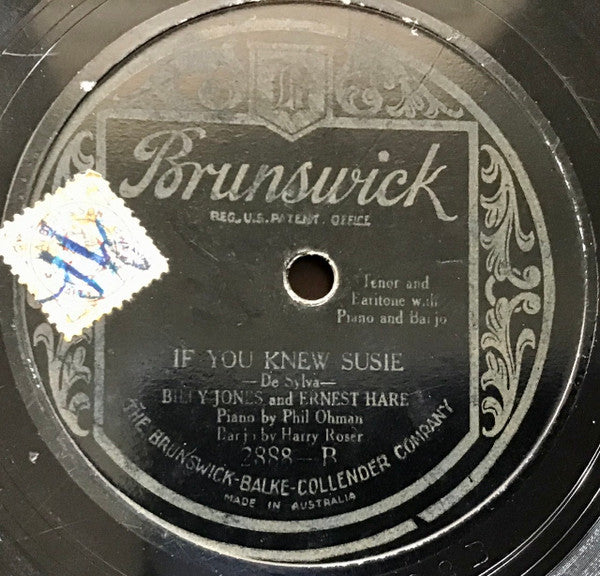 B
Brunswick
REG. U.S. PATENT OFFICE
Tenor and
Baritone with
Piano and Banjo
IF YOU KNEW SUSIE
—De Sylva—
BILLY JONES and ERNEST HARE
Piano by Phil Ohman
Banjo by Harry Reser
2888—B
THE BRUNSWICK-BALKE-COLLENDER COMPANY
MADE IN AUSTRALIA